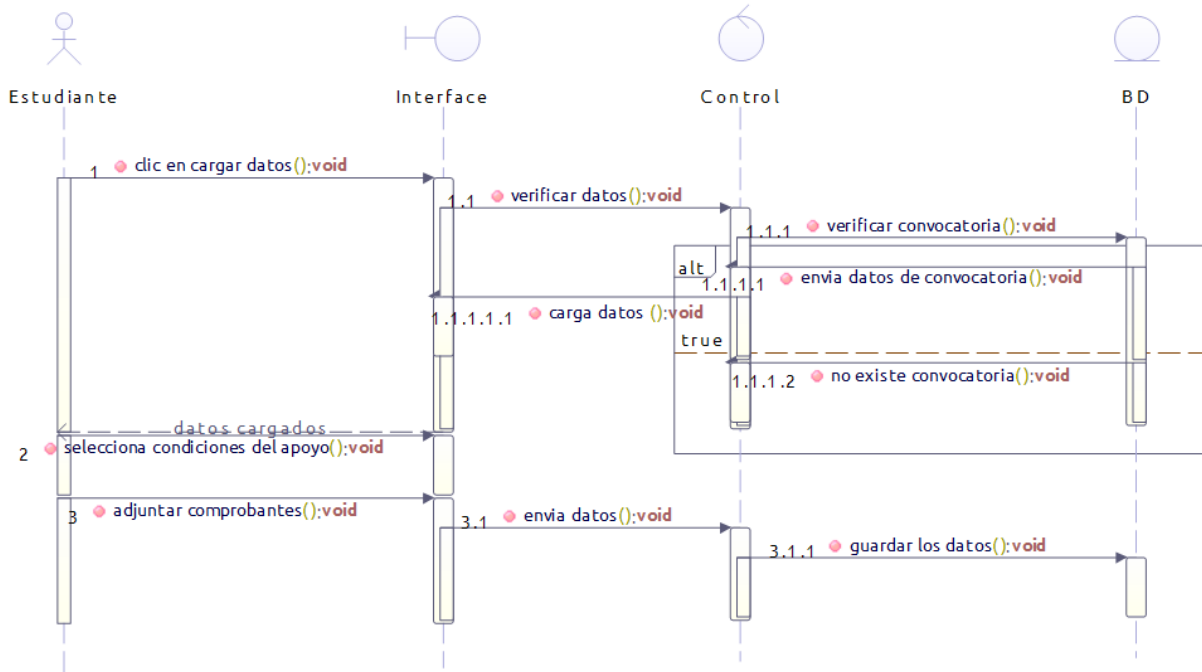 Estudiante
Interface
Control
BD
1 clic en cargar datos():void
1.1 verificar datos():void
1.1.1 verificar convocatoria():void
alt
1.1.1.1 envia datos de convocatoria():void
1.1.1.1.1 carga datos ():void
true
1.1.1.2 no existe convocatoria():void
datos cargados
2 selecciona condiciones del apoyo():void
3 adjuntar comprobantes():void
3.1 envia datos():void
3.1.1 guardar los datos():void